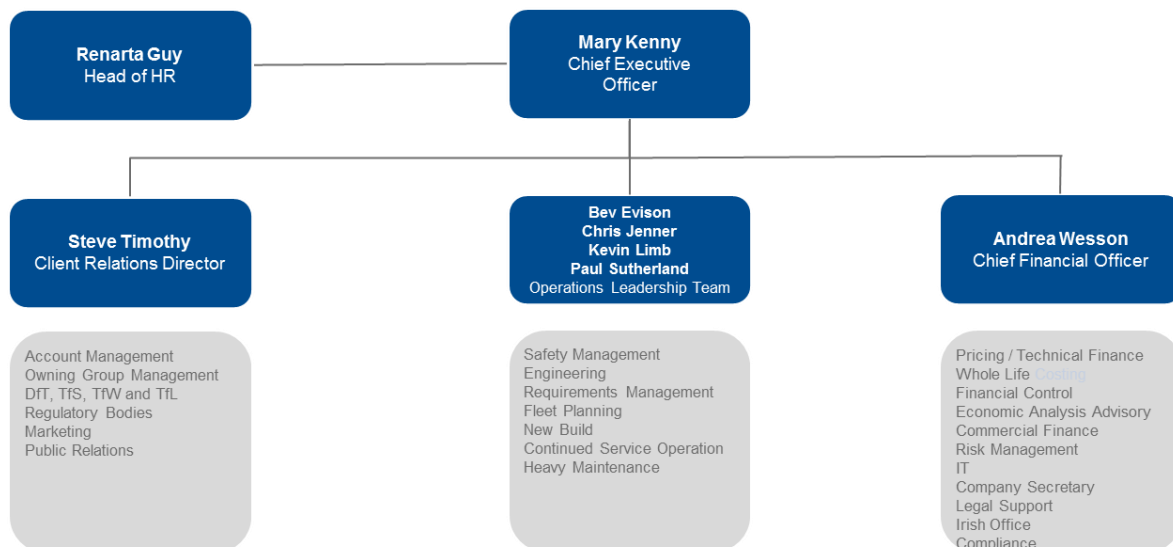 Renarta Guy
Head of HR
Mary Kenny
Chief Executive
Officer
Steve Timothy
Client Relations Director
Bev Evison
Chris Jenner
Kevin Limb
Paul Sutherland
Operations Leadership Team
Andrea Wesson
Chief Financial Officer
Account Management
Owning Group Management
DfT, TfS, TfW and TfL
Regulatory Bodies
Marketing
Public Relations
Safety Management
Engineering
Requirements Management
Fleet Planning
New Build
Continued Service Operation
Heavy Maintenance
Pricing / Technical Finance
Whole Life Costing
Financial Control
Economic Analysis Advisory
Commercial Finance
Risk Management
IT
Company Secretary
Legal Support
Irish Office
Compliance